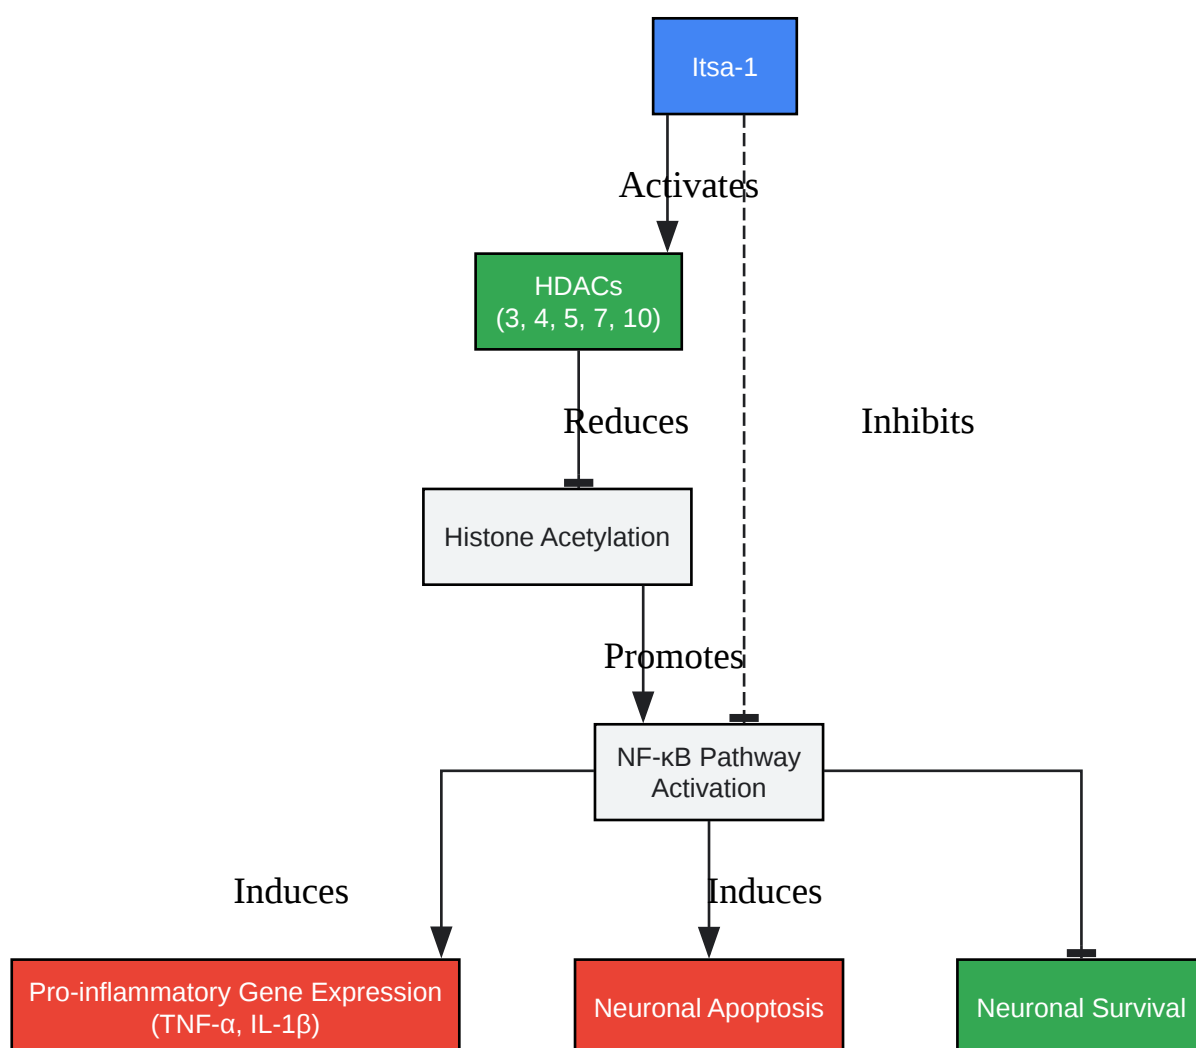 Itsa-1
Activates
HDACs
(3, 4, 5, 7, 10)
Reduces
Inhibits
Histone Acetylation
Promotes
NF-κB Pathway
Activation
Induces
Induces
Pro-inflammatory Gene Expression
(TNF-α, IL-1β)
Neuronal Apoptosis
Neuronal Survival